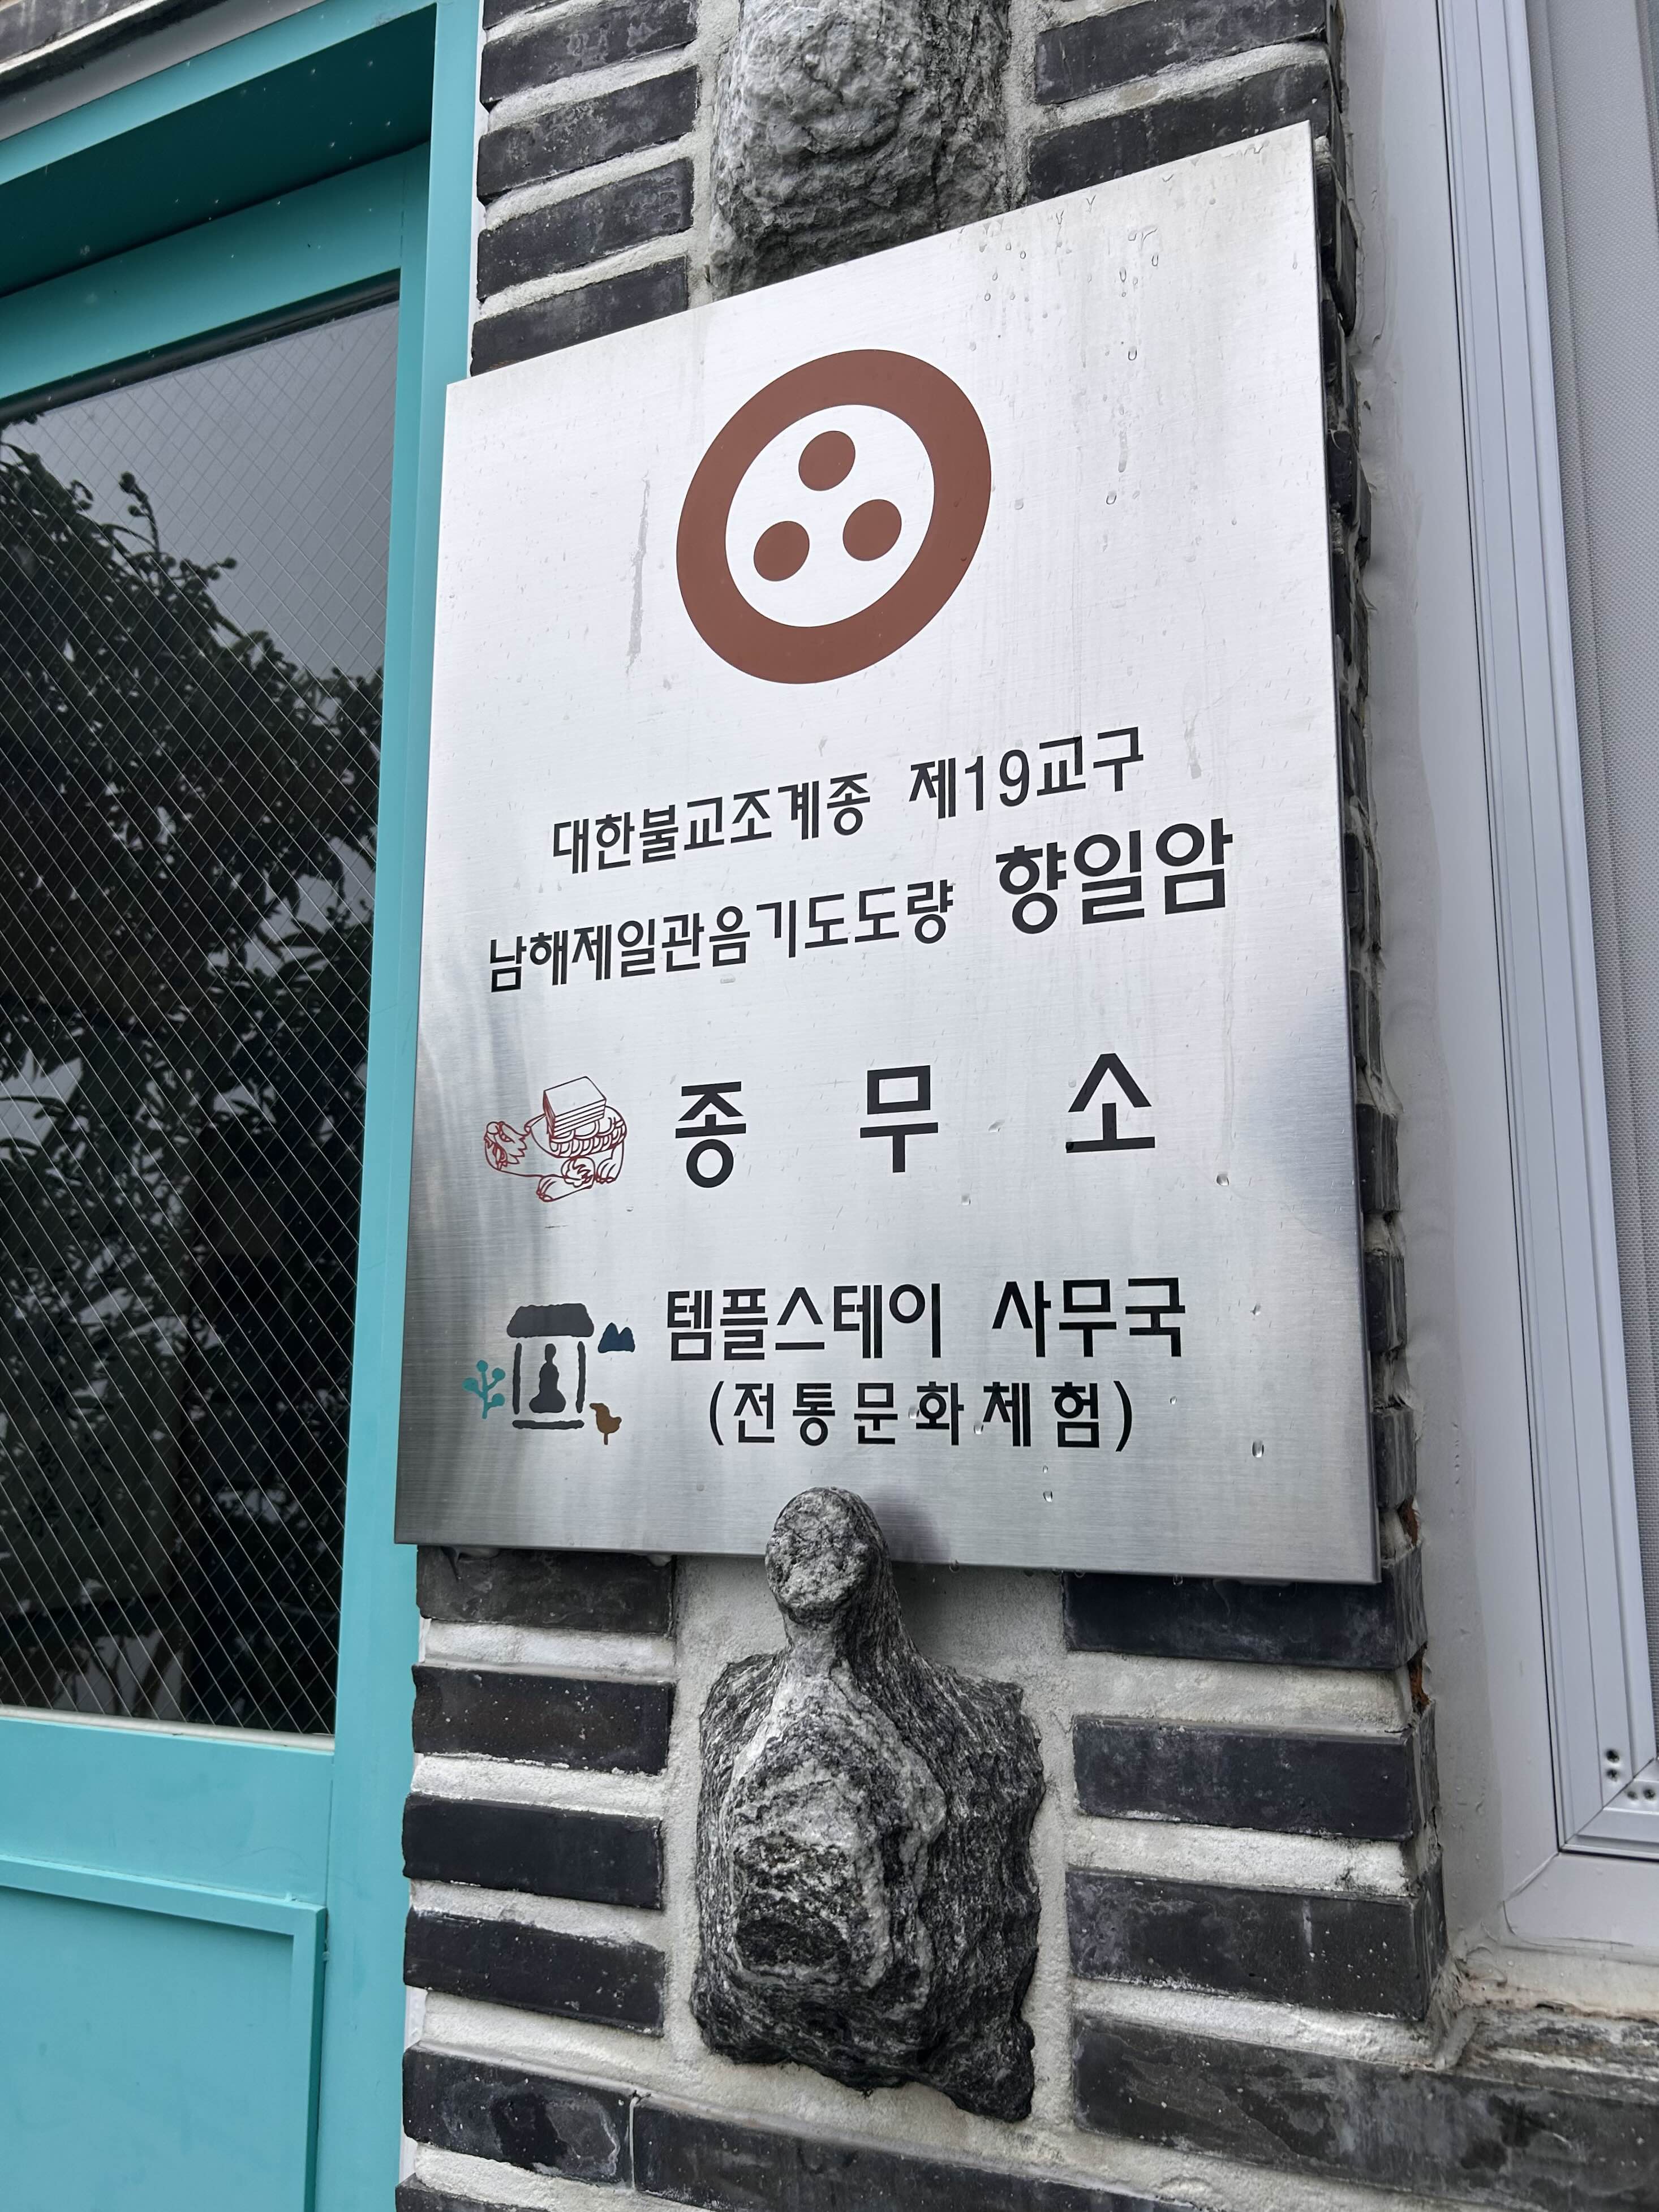 대한불교조계종 제19교구
남해제일관음기도도량 향일암
종 무 소
템플스테이 사무국
(전통문화체험)